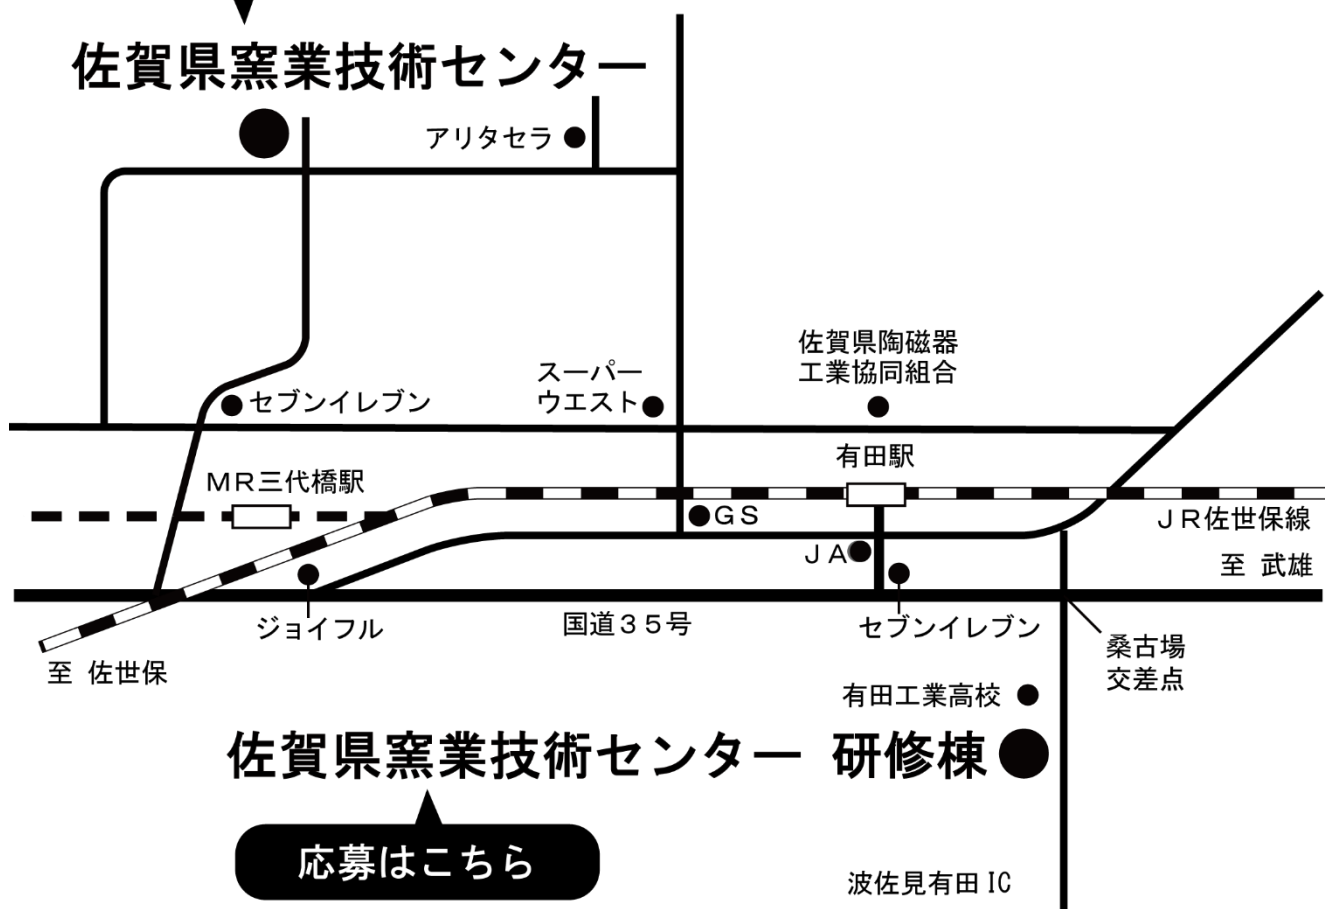 佐賀県窯業技術センター
アリタセラ
佐賀県陶磁器
工業協同組合
スーパー
ウエスト
セブンイレブン
有田駅
ＭＲ三代橋駅
ＧＳ
ＪＲ佐世保線
ＪＡ
至 武雄
ジョイフル
国道３５号
セブンイレブン
至 佐世保
桑古場
交差点
有田工業高校
佐賀県窯業技術センター 研修棟
応募はこちら
波佐見有田 IC